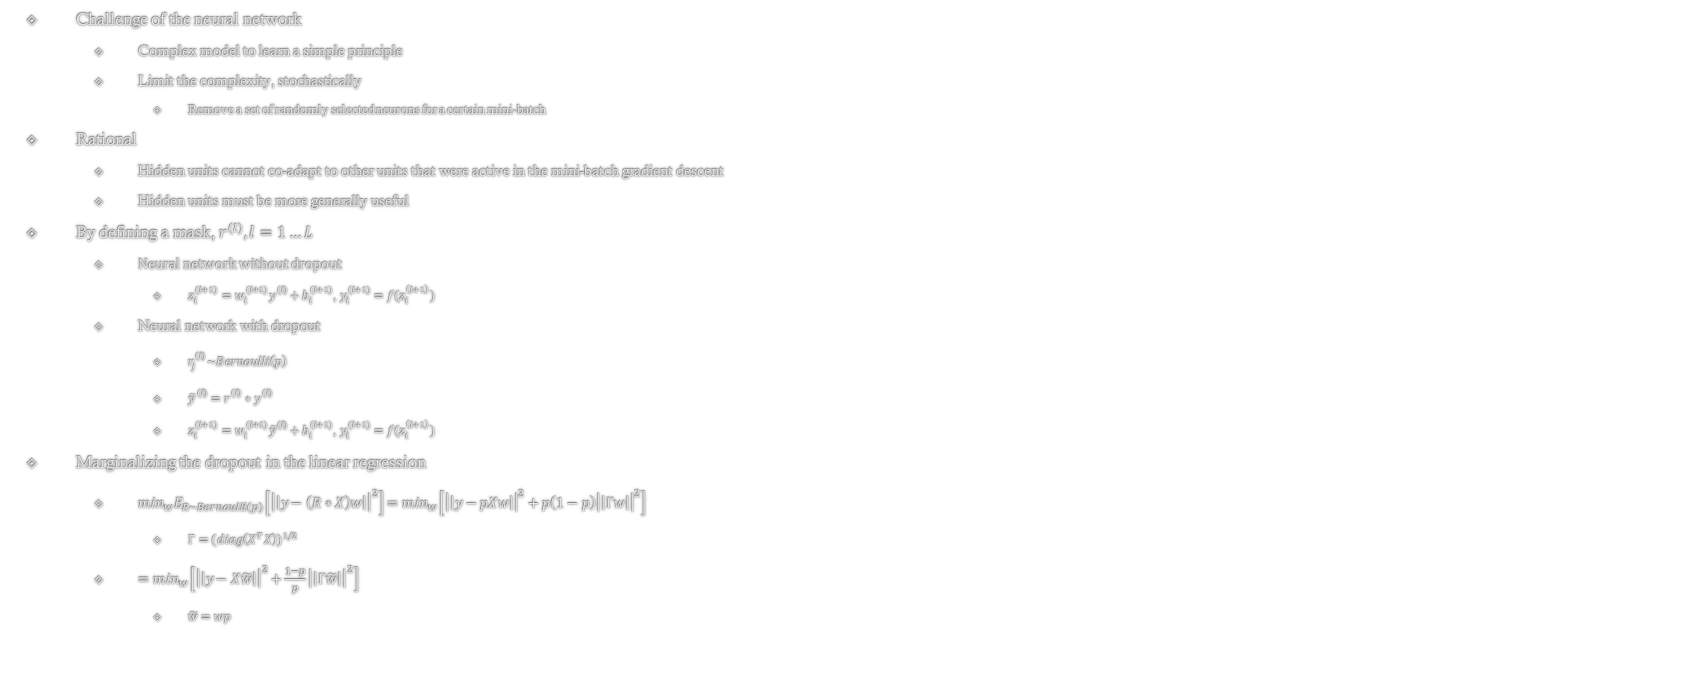 ❖ Challenge of the neural network
❖ Complex model to learn a simple principle
❖ Limit the complexity, stochastically
❖ Remove a set of randomly selected neurons for a certain mini-batch
❖ Rational
❖ Hidden units cannot co-adapt to other units that were active in the mini-batch gradient descent
❖ Hidden units must be more generally useful
❖ By defining a mask, r^(l), l = 1 … L
❖ Neural network without dropout
❖ z_i^(l+1) = w_i^(l+1) y^(l) + b_i^(l+1), y_i^(l+1) = f(z_i^(l+1))
❖ Neural network with dropout
❖ r_j^(l) ~Bernoulli(p)
❖ ỹ^(l) = r^(l) ∘ y^(l)
❖ z_i^(l+1) = w_i^(l+1) ỹ^(l) + b_i^(l+1), y_i^(l+1) = f(z_i^(l+1))
❖ Marginalizing the dropout in the linear regression
❖ min_w E_R~Bernoulli(p) [||y − (R ∘ X)w||^2] = min_w [||y − pXw||^2 + p(1 − p)||Γw||^2]
❖ Γ = (diag(X^T X))^1/2
❖ = min_w [||y − Xw̃||^2 + (1−p)/p ||Γw̃||^2]
❖ w̃ = wp